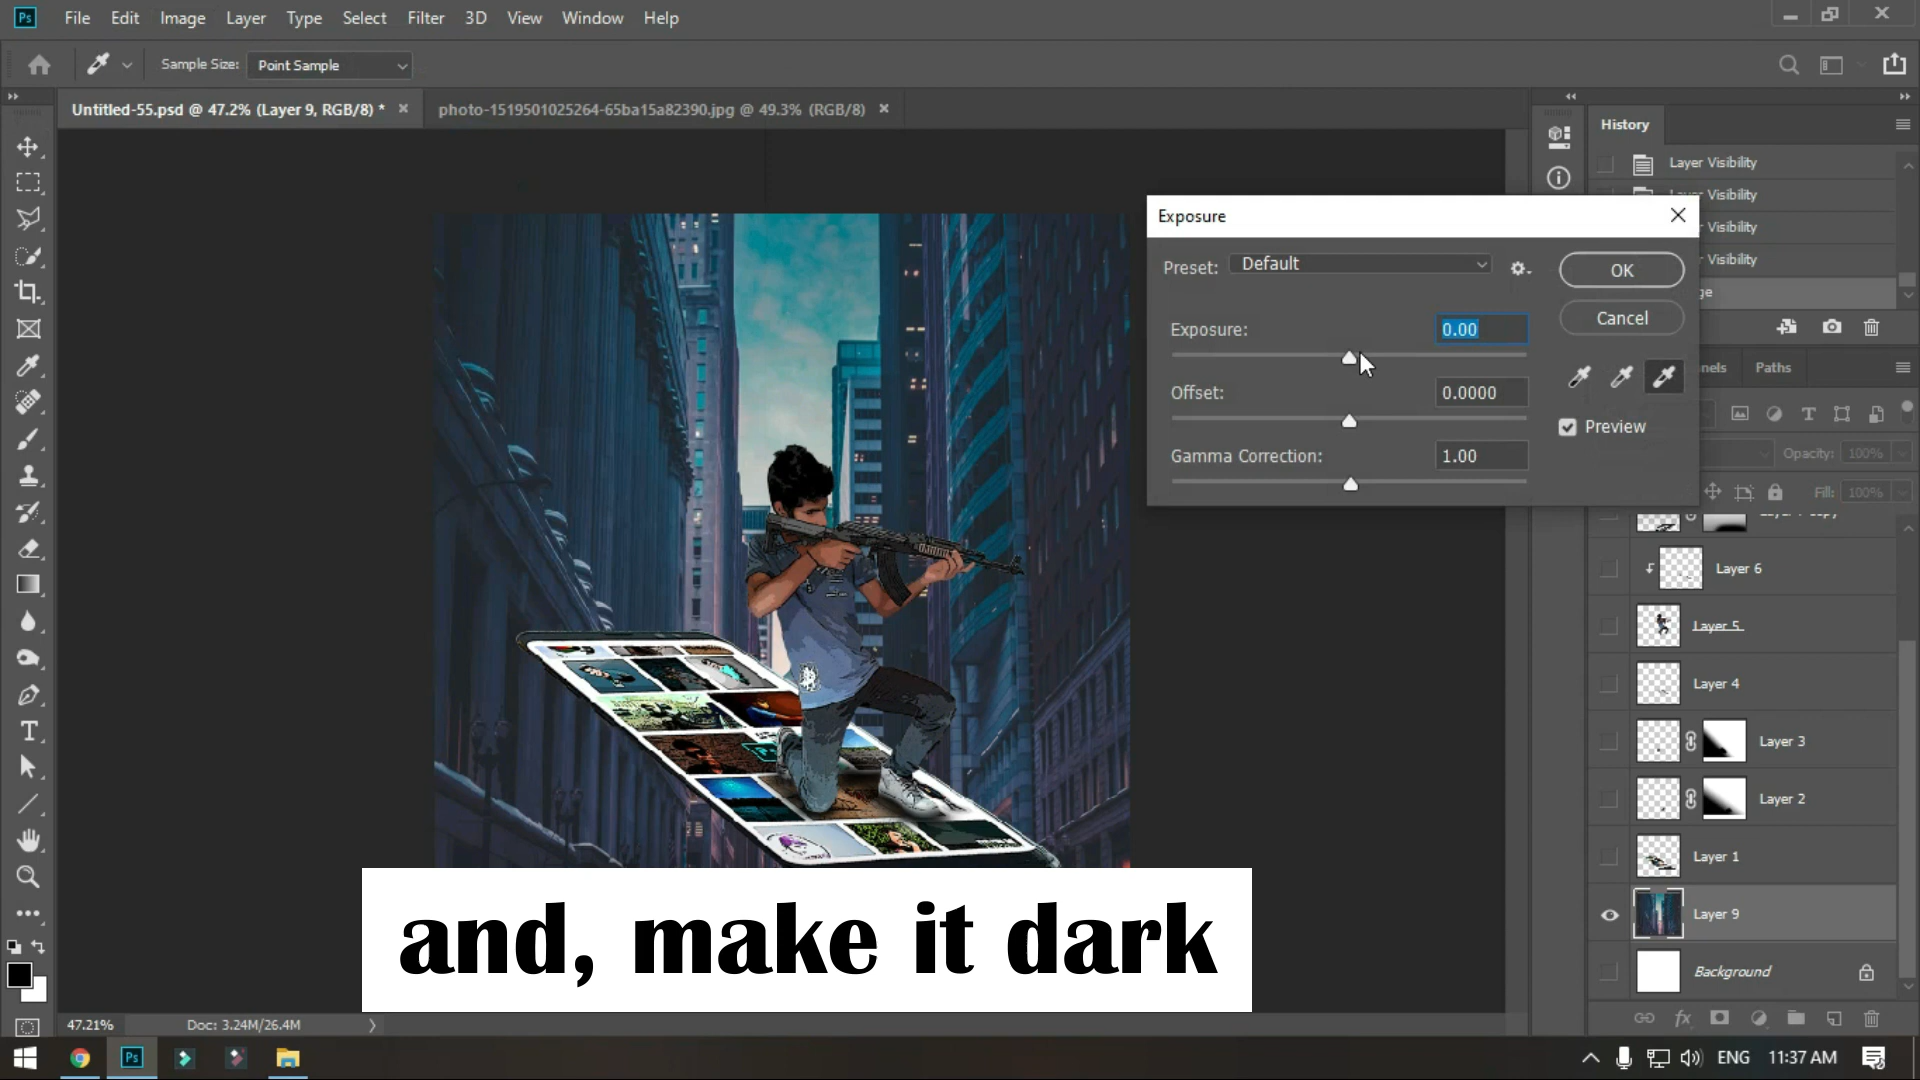 Ps File Edit Image Layer Type Select Filter 3D View Window Help
Sample Size: Point Sample
Untitled-55.psd @ 47.2% (Layer 9, RGB/8) * photo-1519501025264-65ba15a82390.jpg @ 49.3% (RGB/8)
History
Layer Visibility
Layer Visibility
Exposure
Visibility
Preset: Default
OK
Visibility
Cancel
Exposure: 0.00
Offset: 0.0000
Preview
Gamma Correction: 1.00
Paths
Opacity: 100%
Fill: 100%
Layer 6
Layer 5
Layer 4
Layer 3
Layer 2
Layer 1
Layer 9
Background
and, make it dark
47.21% Doc: 3.24M/26.4M
Ps
ENG 11:37 AM